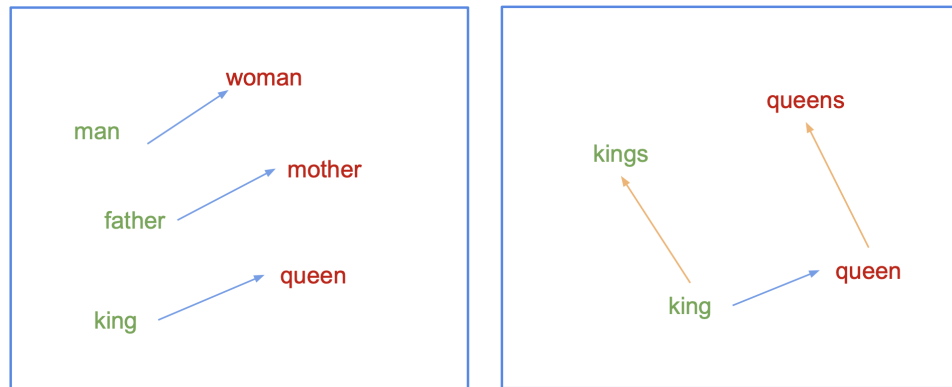 woman
man
mother
father
queen
king
queens
kings
queen
king